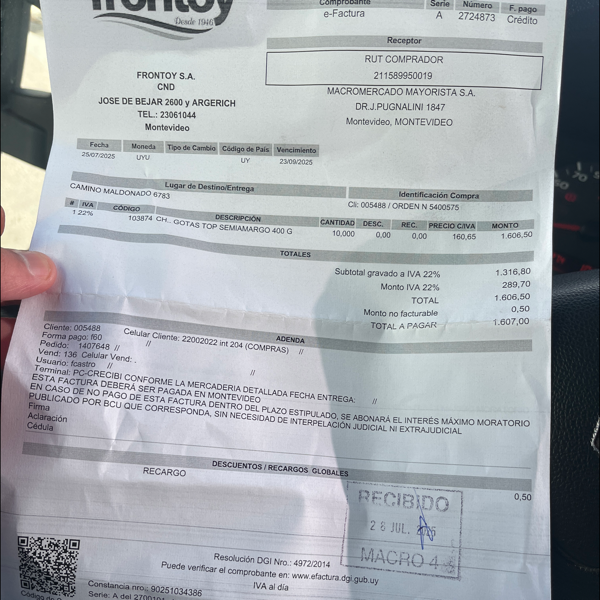 frontoy
Desde 1946
Comprobante Serie Número F. pago
e-Factura A 2724873 Crédito
Receptor
RUT COMPRADOR
211589950019
FRONTOY S.A.
CND
JOSE DE BEJAR 2600 y ARGERICH
TEL.: 23061044
Montevideo
MACROMERCADO MAYORISTA S.A.
DR.J.PUGNALINI 1847
Montevideo, MONTEVIDEO
Fecha Moneda Tipo de Cambio Código de País Vencimiento
25/07/2025 UYU UY 23/09/2025
Lugar de Destino/Entrega Identificación Compra
CAMINO MALDONADO 6783 Cli: 005488 / ORDEN N 5400575
# IVA CÓDIGO DESCRIPCIÓN CANTIDAD DESC. REC. PRECIO C/IVA MONTO
1 22% 103874 CH.. GOTAS TOP SEMIAMARGO 400 G 10,000 0,00 0,00 160,65 1.606,50
TOTALES
Subtotal gravado a IVA 22% 1.316,80
Monto IVA 22% 289,70
TOTAL 1.606,50
Monto no facturable 0,50
TOTAL A PAGAR 1.607,00
ADENDA
Cliente: 005488 Celular Cliente: 22002022 int 204 (COMPRAS) //
Forma pago: f60
Pedido: 1407648 // //
Vend: 136 Celular Vend: .
Usuario: fcastro // //
Terminal: PC-CRECIBI CONFORME LA MERCADERIA DETALLADA FECHA ENTREGA: //
ESTA FACTURA DEBERÁ SER PAGADA EN MONTEVIDEO
EN CASO DE NO PAGO DE ESTA FACTURA DENTRO DEL PLAZO ESTIPULADO, SE ABONARÁ EL INTERÉS MÁXIMO MORATORIO
PUBLICADO POR BCU QUE CORRESPONDA, SIN NECESIDAD DE INTERPELACIÓN JUDICIAL NI EXTRAJUDICIAL
Firma
Aclaración
Cédula
DESCUENTOS / RECARGOS GLOBALES
RECARGO 0,50
RECIBIDO
28 JUL.
MACRO 4
Resolución DGI Nro.: 4972/2014
Puede verificar el comprobante en: www.efactura.dgi.gub.uy
IVA al día
Constancia nro.: 90251034386
Serie: A del 2700101